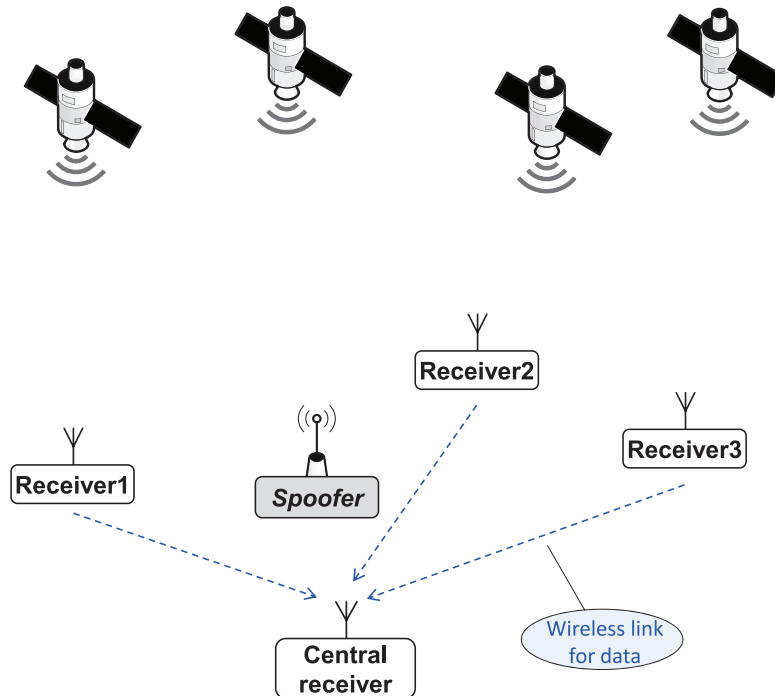 Receiver2
Receiver3
Receiver1
Spoofer
Wireless link
for data
Central
receiver